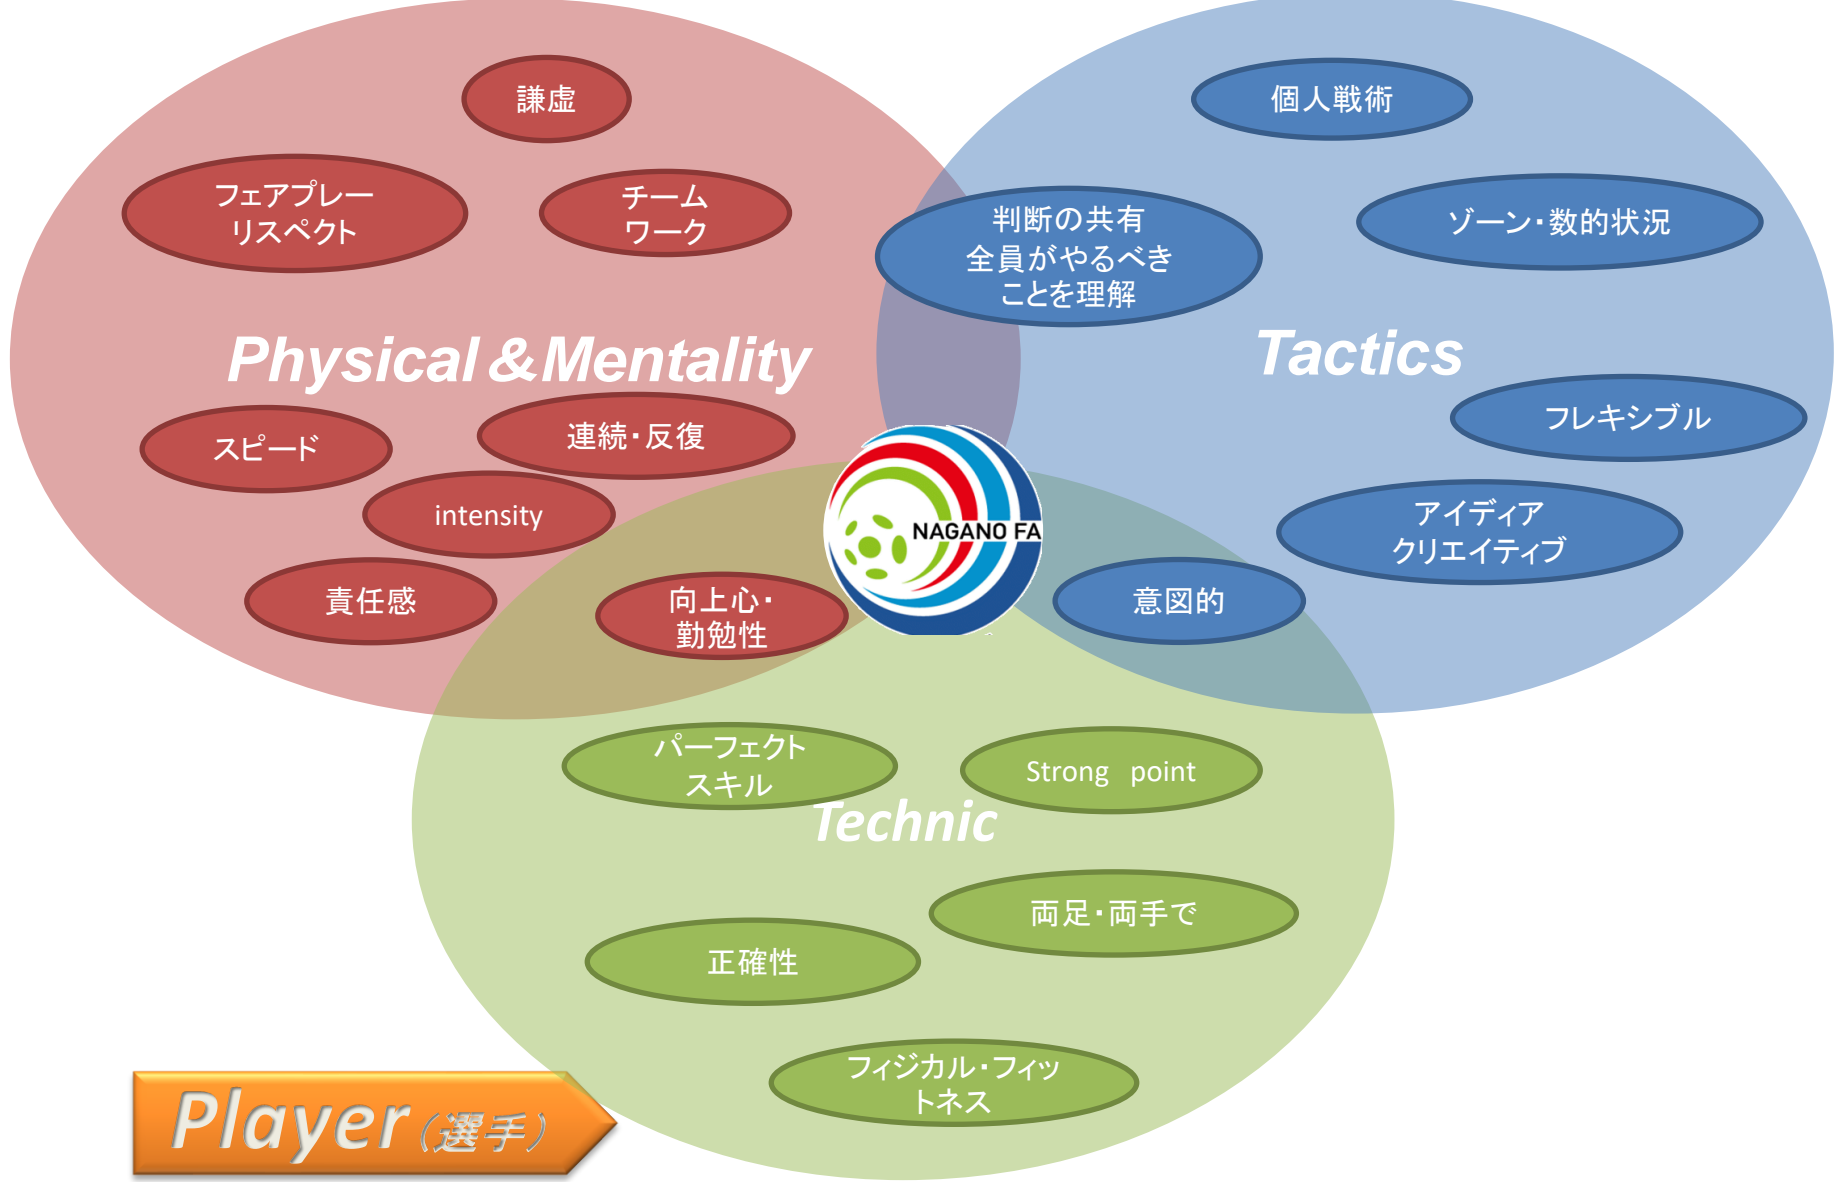 謙虚
フェアプレー
リスペクト
チーム
ワーク
Physical &Mentality
スピード
連続・反復
intensity
責任感
向上心・
勤勉性
個人戦術
判断の共有
全員がやるべき
ことを理解
ゾーン・数的状況
Tactics
フレキシブル
アイディア
クリエイティブ
意図的
NAGANO FA
パーフェクト
スキル
Strong point
Technic
両足・両手で
正確性
フィジカル・フィッ
トネス
Player(選手)